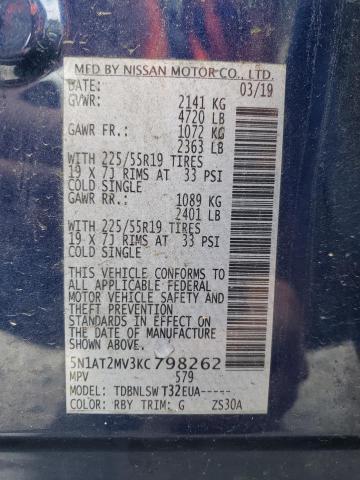 MFD BY NISSAN MOTOR CO., LTD.
DATE: 03/19
GVWR: 2141 KG
4720 LB
GAWR FR.: 1072 KG
2363 LB
WITH 225/55R19 TIRES
19 X 7J RIMS AT 33 PSI
COLD SINGLE
GAWR RR.: 1089 KG
2401 LB
WITH 225/55R19 TIRES
19 X 7J RIMS AT 33 PSI
COLD SINGLE
THIS VEHICLE CONFORMS TO
ALL APPLICABLE FEDERAL
MOTOR VEHICLE SAFETY AND
THEFT PREVENTION
STANDARDS IN EFFECT ON
THE DATE OF MANUFACTURE
SHOWN ABOVE.
5N1AT2MV3KC798262
MPV 579
MODEL: TDBNLSW T32EUA-----
COLOR: RBY TRIM: G ZS30A